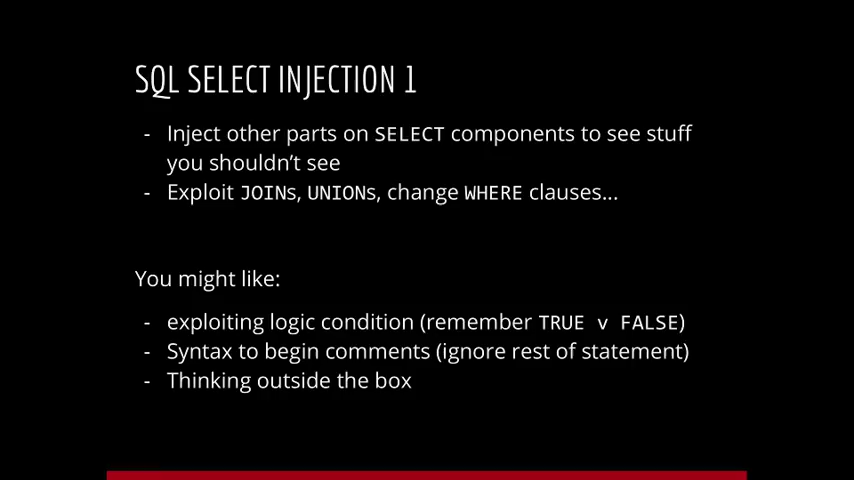 SQL SELECT INJECTION 1
- Inject other parts on SELECT components to see stuff
you shouldn't see
- Exploit JOINs, UNIONs, change WHERE clauses...
You might like:
- exploiting logic condition (remember TRUE v FALSE)
- Syntax to begin comments (ignore rest of statement)
- Thinking outside the box